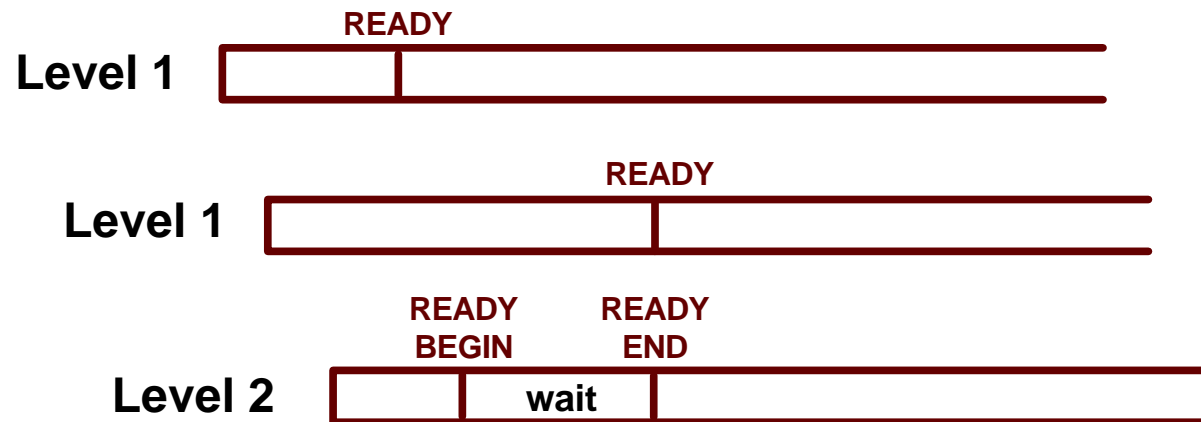 READY
Level 1
READY
Level 1
READY READY
BEGIN END
Level 2 wait